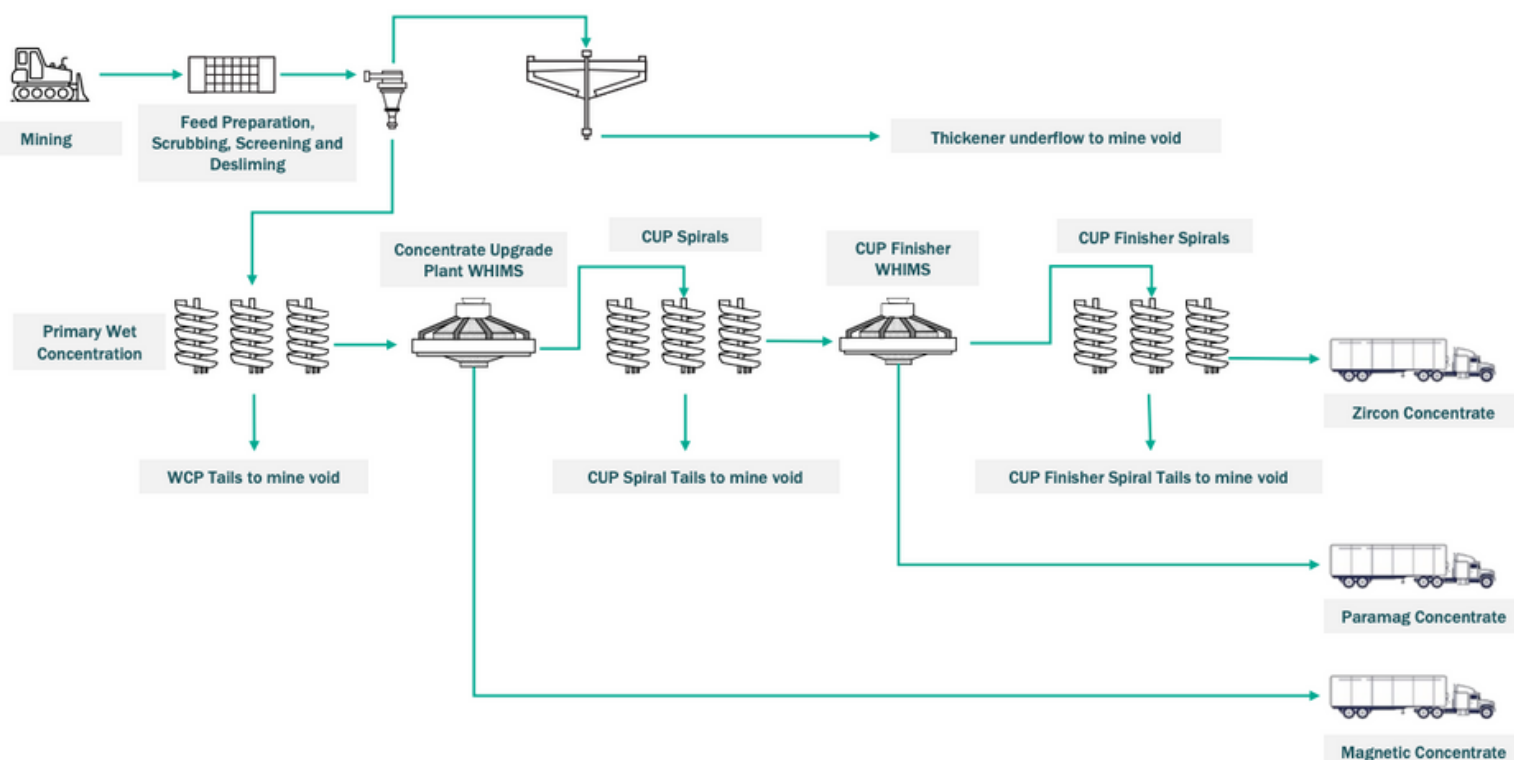 Mining
Feed Preparation,
Scrubbing, Screening and
Desliming
Thickener underflow to mine void
Primary Wet
Concentration
Concentrate Upgrade
Plant WHIMS
CUP Spirals
CUP Finisher
WHIMS
CUP Finisher Spirals
Zircon Concentrate
WCP Tails to mine void
CUP Spiral Tails to mine void
CUP Finisher Spiral Tails to mine void
Paramag Concentrate
Magnetic Concentrate